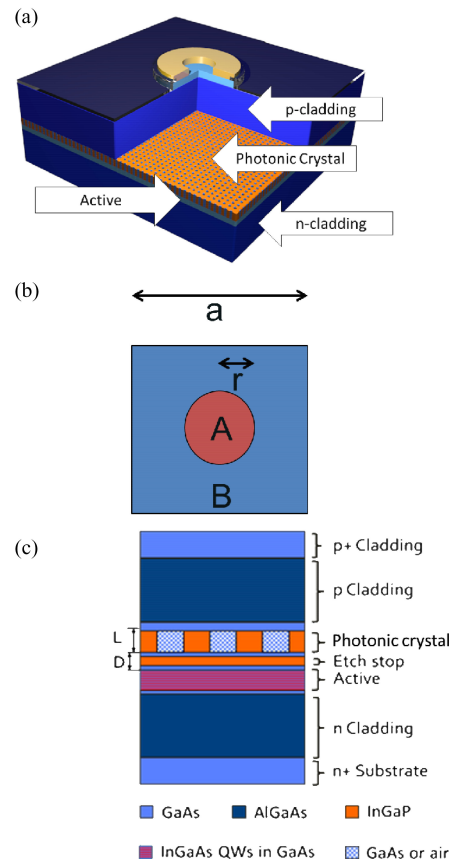 (a)
p-cladding
Photonic Crystal
Active
n-cladding
(b)
a
r
A
B
(c)
p+ Cladding
p Cladding
L
Photonic crystal
D
Etch stop
Active
n Cladding
n+ Substrate
GaAs
AlGaAs
InGaP
InGaAs QWs in GaAs
GaAs or air